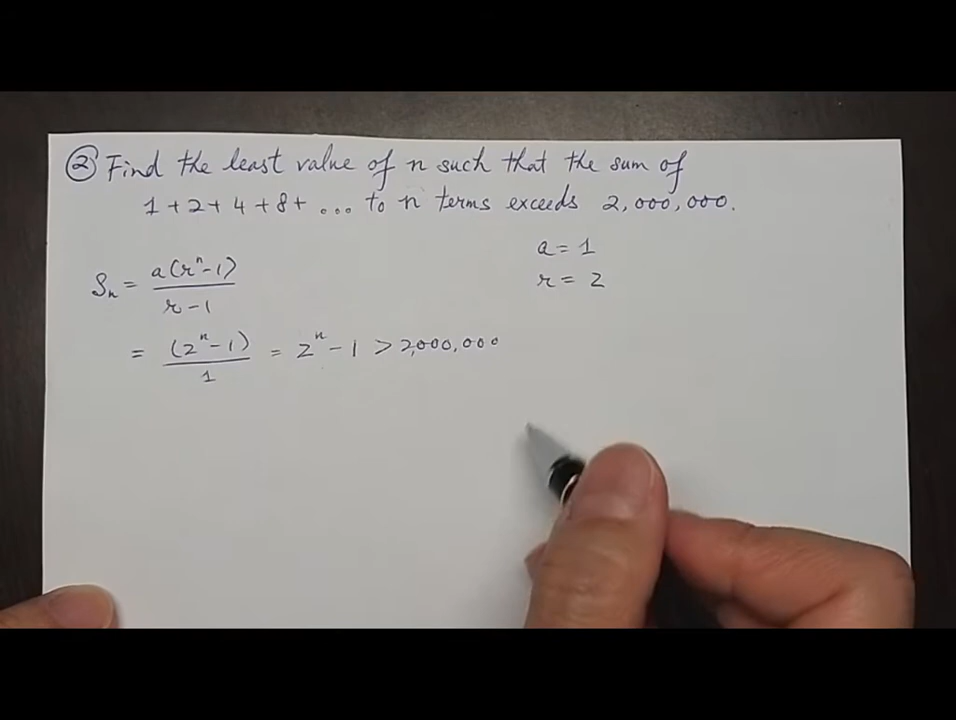 ② Find the least value of n such that the sum of
1 + 2 + 4 + 8 + ... to n terms exceeds 2,000,000.
a = 1
r = 2
Sₙ = a(rⁿ-1) / r-1
= (2ⁿ-1) / 1 = 2ⁿ - 1 > 2,000,000